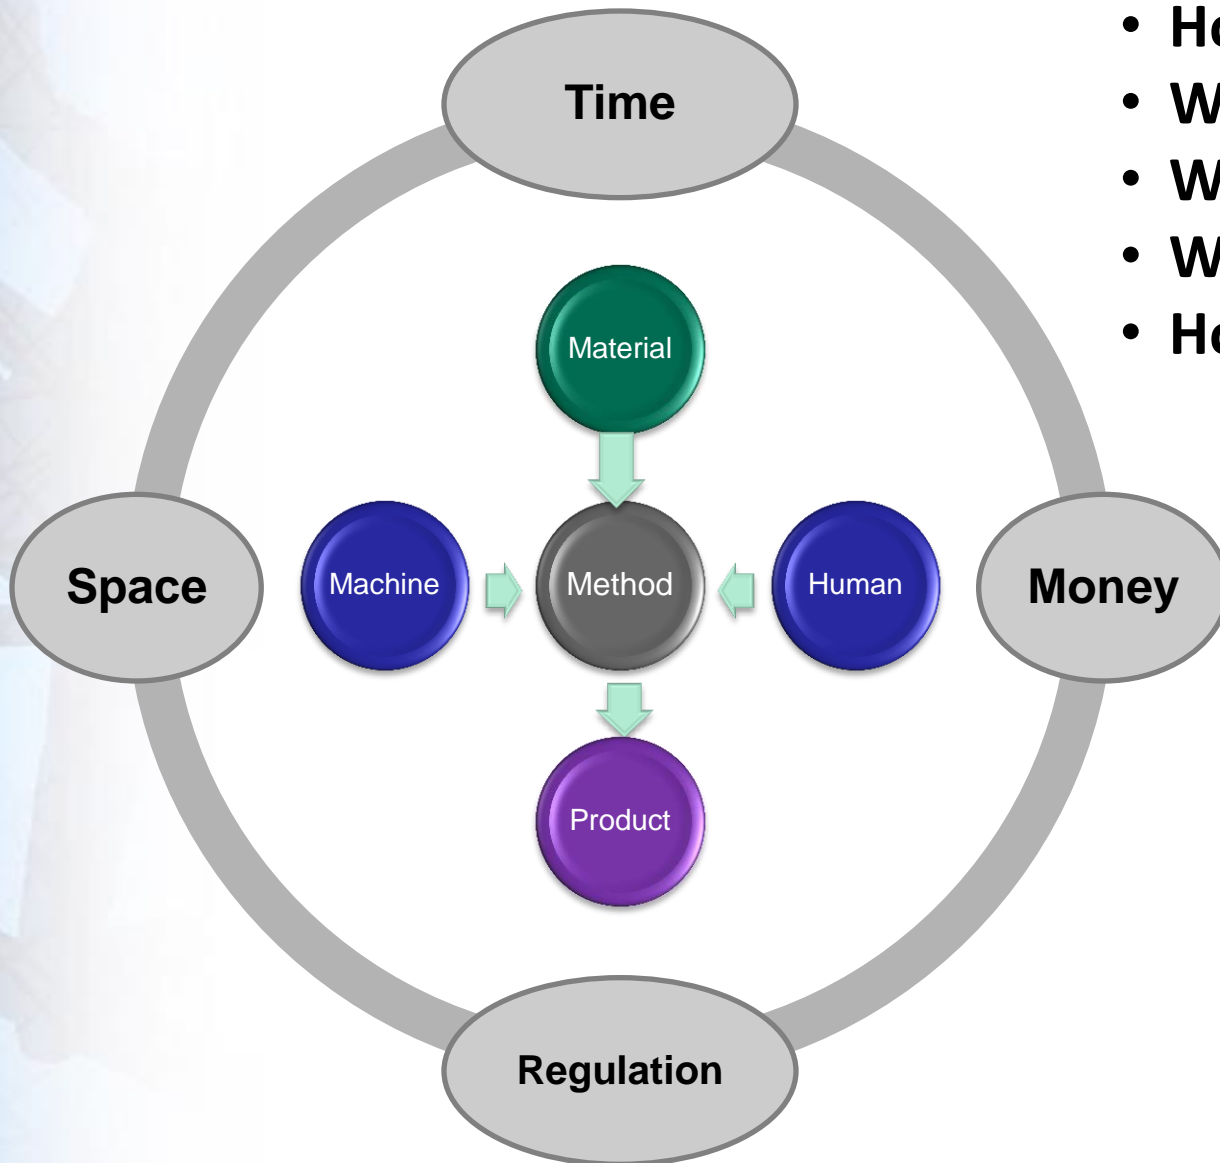 Time
Material
Space
Machine
Method
Human
Money
Product
Regulation